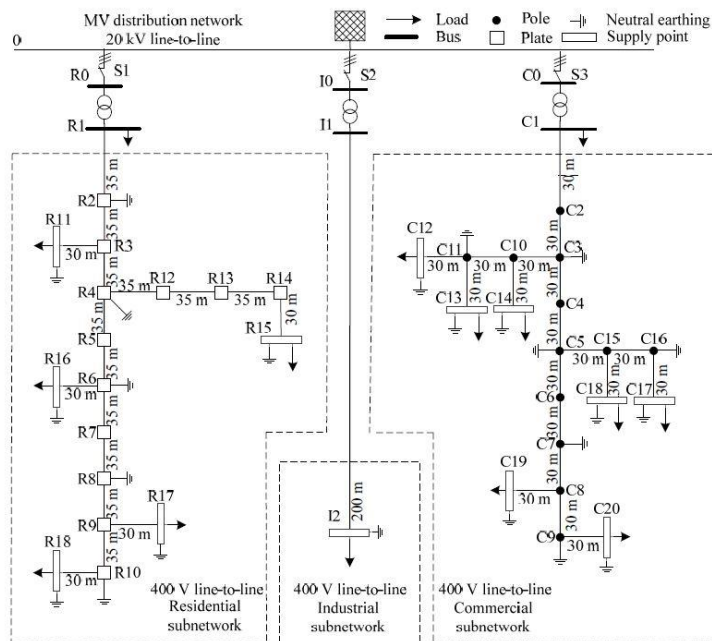 MV distribution network
0
20 kV line-to-line
Load
Bus
Pole
Plate
Neutral earthing
Supply point
R0
S1
I0
S2
C0
S3
R1
I1
C1
35 m
R2
35 m
R11
30 m
R3
35 m
R4
35 m
R12
35 m
R13
35 m
R14
30 m
R15
35 m
R5
35 m
R16
30 m
R6
35 m
R7
35 m
R8
35 m
R17
R9
30 m
35 m
R18
30 m
R10
400 V line-to-line
Residential
subnetwork
200 m
I2
400 V line-to-line
Industrial
subnetwork
30 m
C2
30 m
C12
30 m
C11
30 m
C10
30 m
C3
30 m
C13
30 m
C14
30 m
C4
30 m
C5
30 m
C15
30 m
C16
30 m
C18
30 m
C17
30 m
C6
30 m
C7
30 m
C19
30 m
C8
30 m
C20
C9
30 m
400 V line-to-line
Commercial
subnetwork